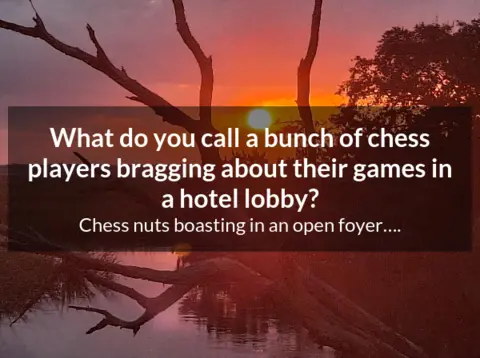 What do you call a bunch of chess
players bragging about their games in
a hotel lobby?
Chess nuts boasting in an open foyer....